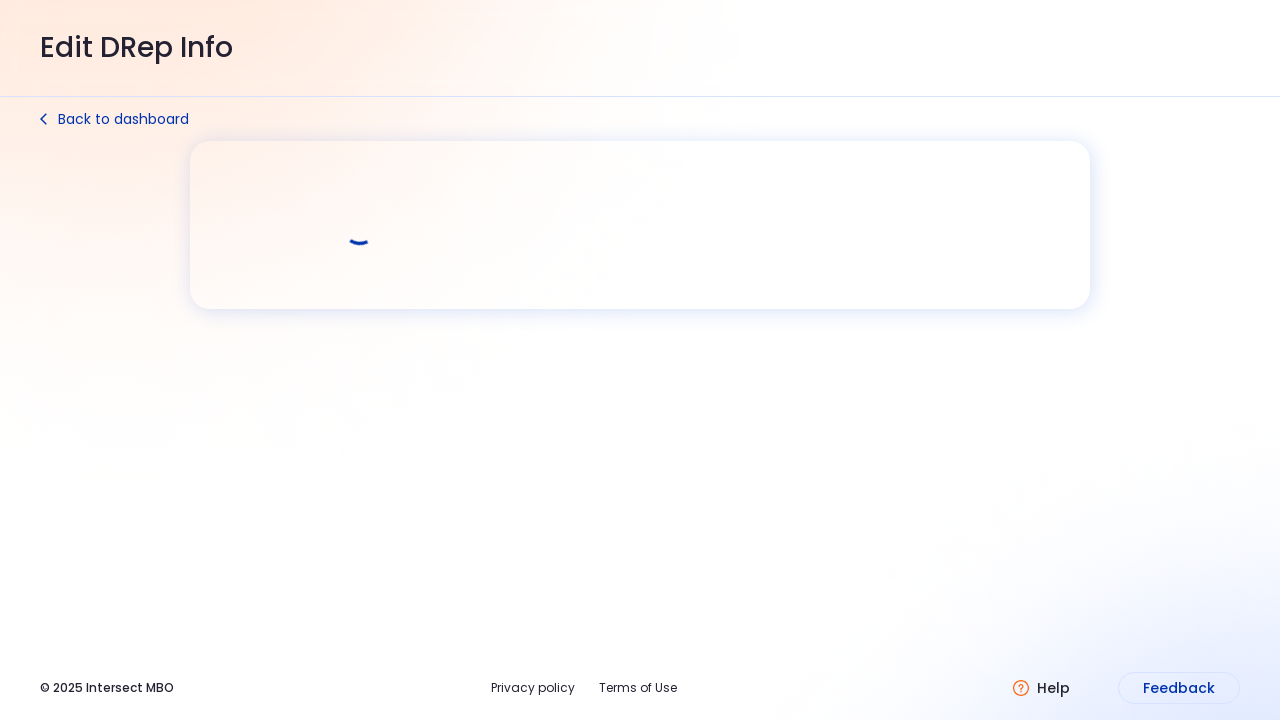 Edit DRep Info
Back to dashboard
© 2025 Intersect MBO
Privacy policy
Terms of Use
Help
Feedback